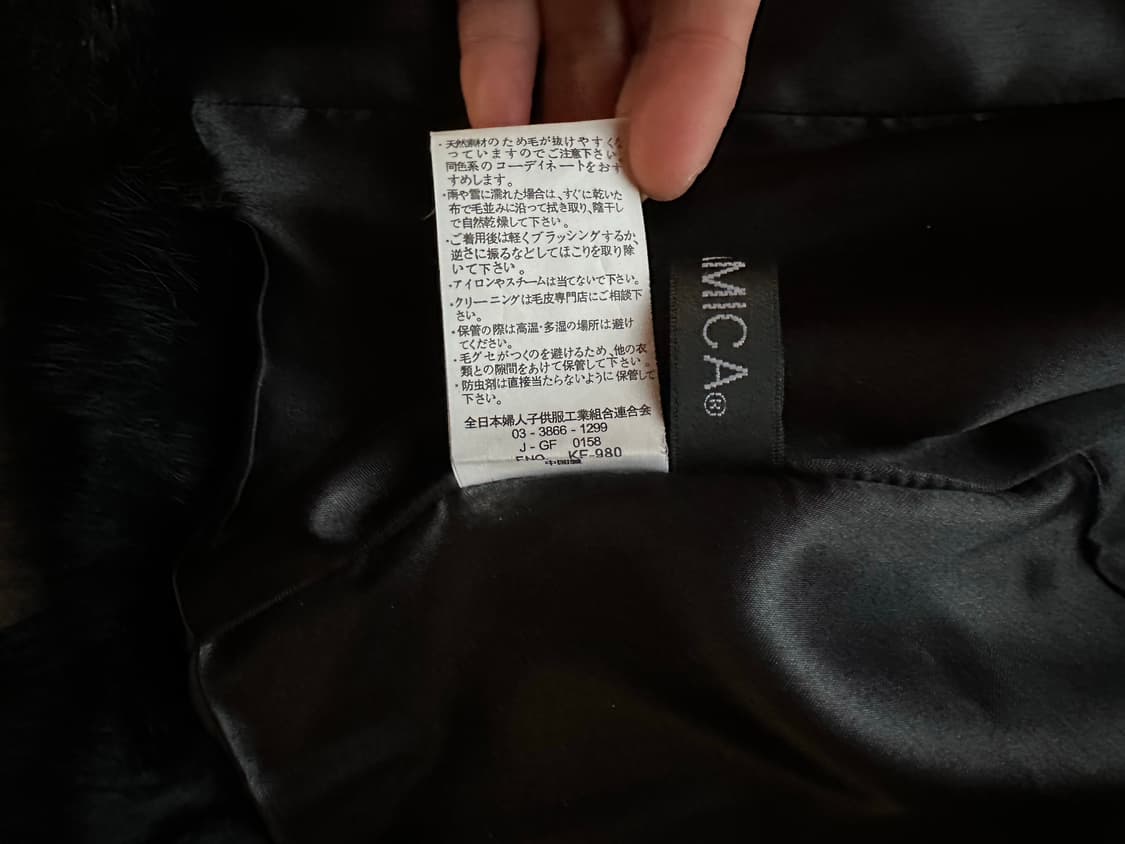 ・天然素材のため毛が抜けやすくな
っていますのでご注意下さい。
同色系のコーディネートをおす
すめします。
・雨や雪に濡れた場合は、すぐに乾いた
布で毛並みに沿って拭き取り、陰干し
で自然乾燥して下さい。
・ご着用後は軽くブラッシングするか、
逆さに振るなどしてほこりを取り除
いて下さい。
・アイロンやスチームは当てないで下さい。
・クリーニングは毛皮専門店にご相談下
さい。
・保管の際は高温・多湿の場所は避け
てください。
・毛グセがつくのを避けるため、他の衣
類との隙間をあけて保管して下さい。
・防虫剤は直接当たらないように保管して
下さい。
全日本婦人子供服工業組合連合会
03-3866-1299
J-GF 0158
KF-980
中国製
MICA®